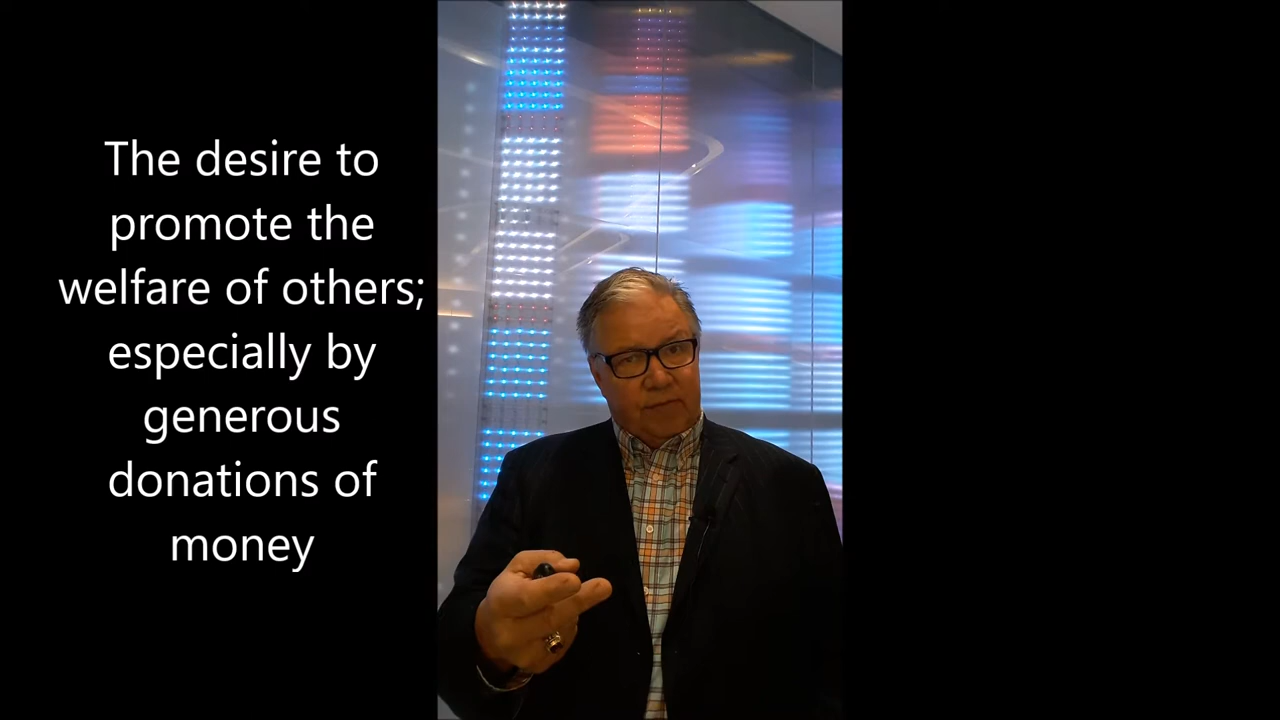 The desire to
promote the
welfare of others;
especially by
generous
donations of
money